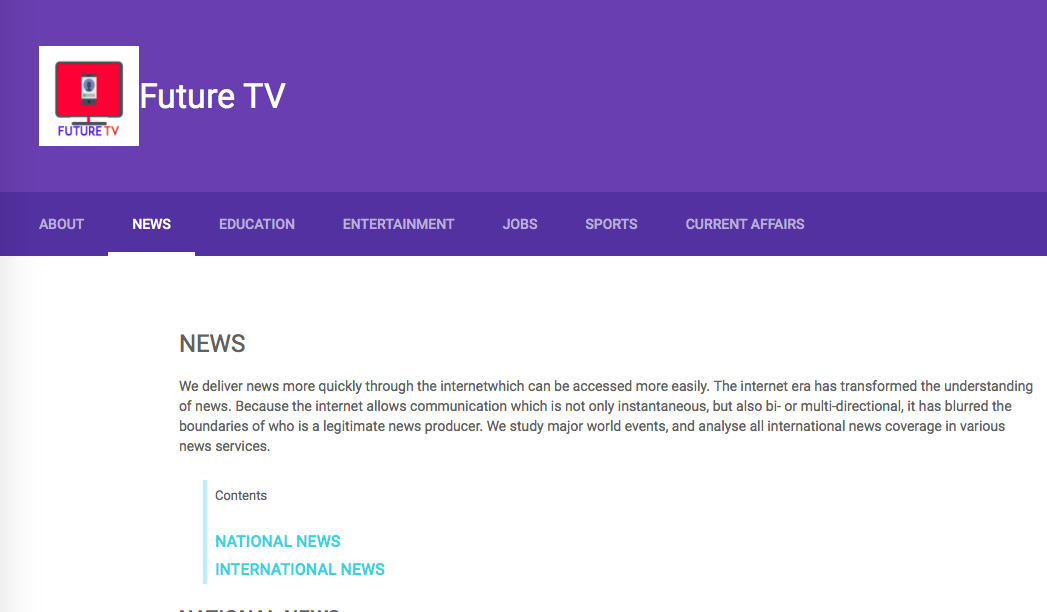 FUTURE TV
Future TV
ABOUT NEWS EDUCATION ENTERTAINMENT JOBS SPORTS CURRENT AFFAIRS
NEWS
We deliver news more quickly through the internetwhich can be accessed more easily. The internet era has transformed the understanding
of news. Because the internet allows communication which is not only instantaneous, but also bi- or multi-directional, it has blurred the
boundaries of who is a legitimate news producer. We study major world events, and analyse all international news coverage in various
news services.
Contents
NATIONAL NEWS
INTERNATIONAL NEWS
NATIONAL NEWS